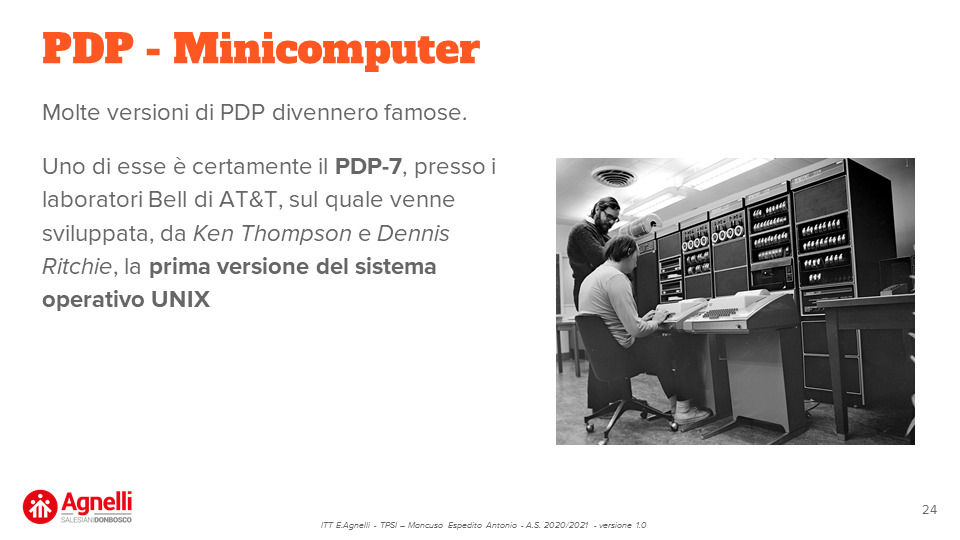 PDP - Minicomputer
Molte versioni di PDP divennero famose.
Uno di esse è certamente il PDP-7, presso i
laboratori Bell di AT&T, sul quale venne
sviluppata, da Ken Thompson e Dennis
Ritchie, la prima versione del sistema
operativo UNIX
Agnelli
SALESIANI DONBOSCO
ITT E.Agnelli - TPSI – Mancuso Espedito Antonio - A.S. 2020/2021 - versione 1.0
24